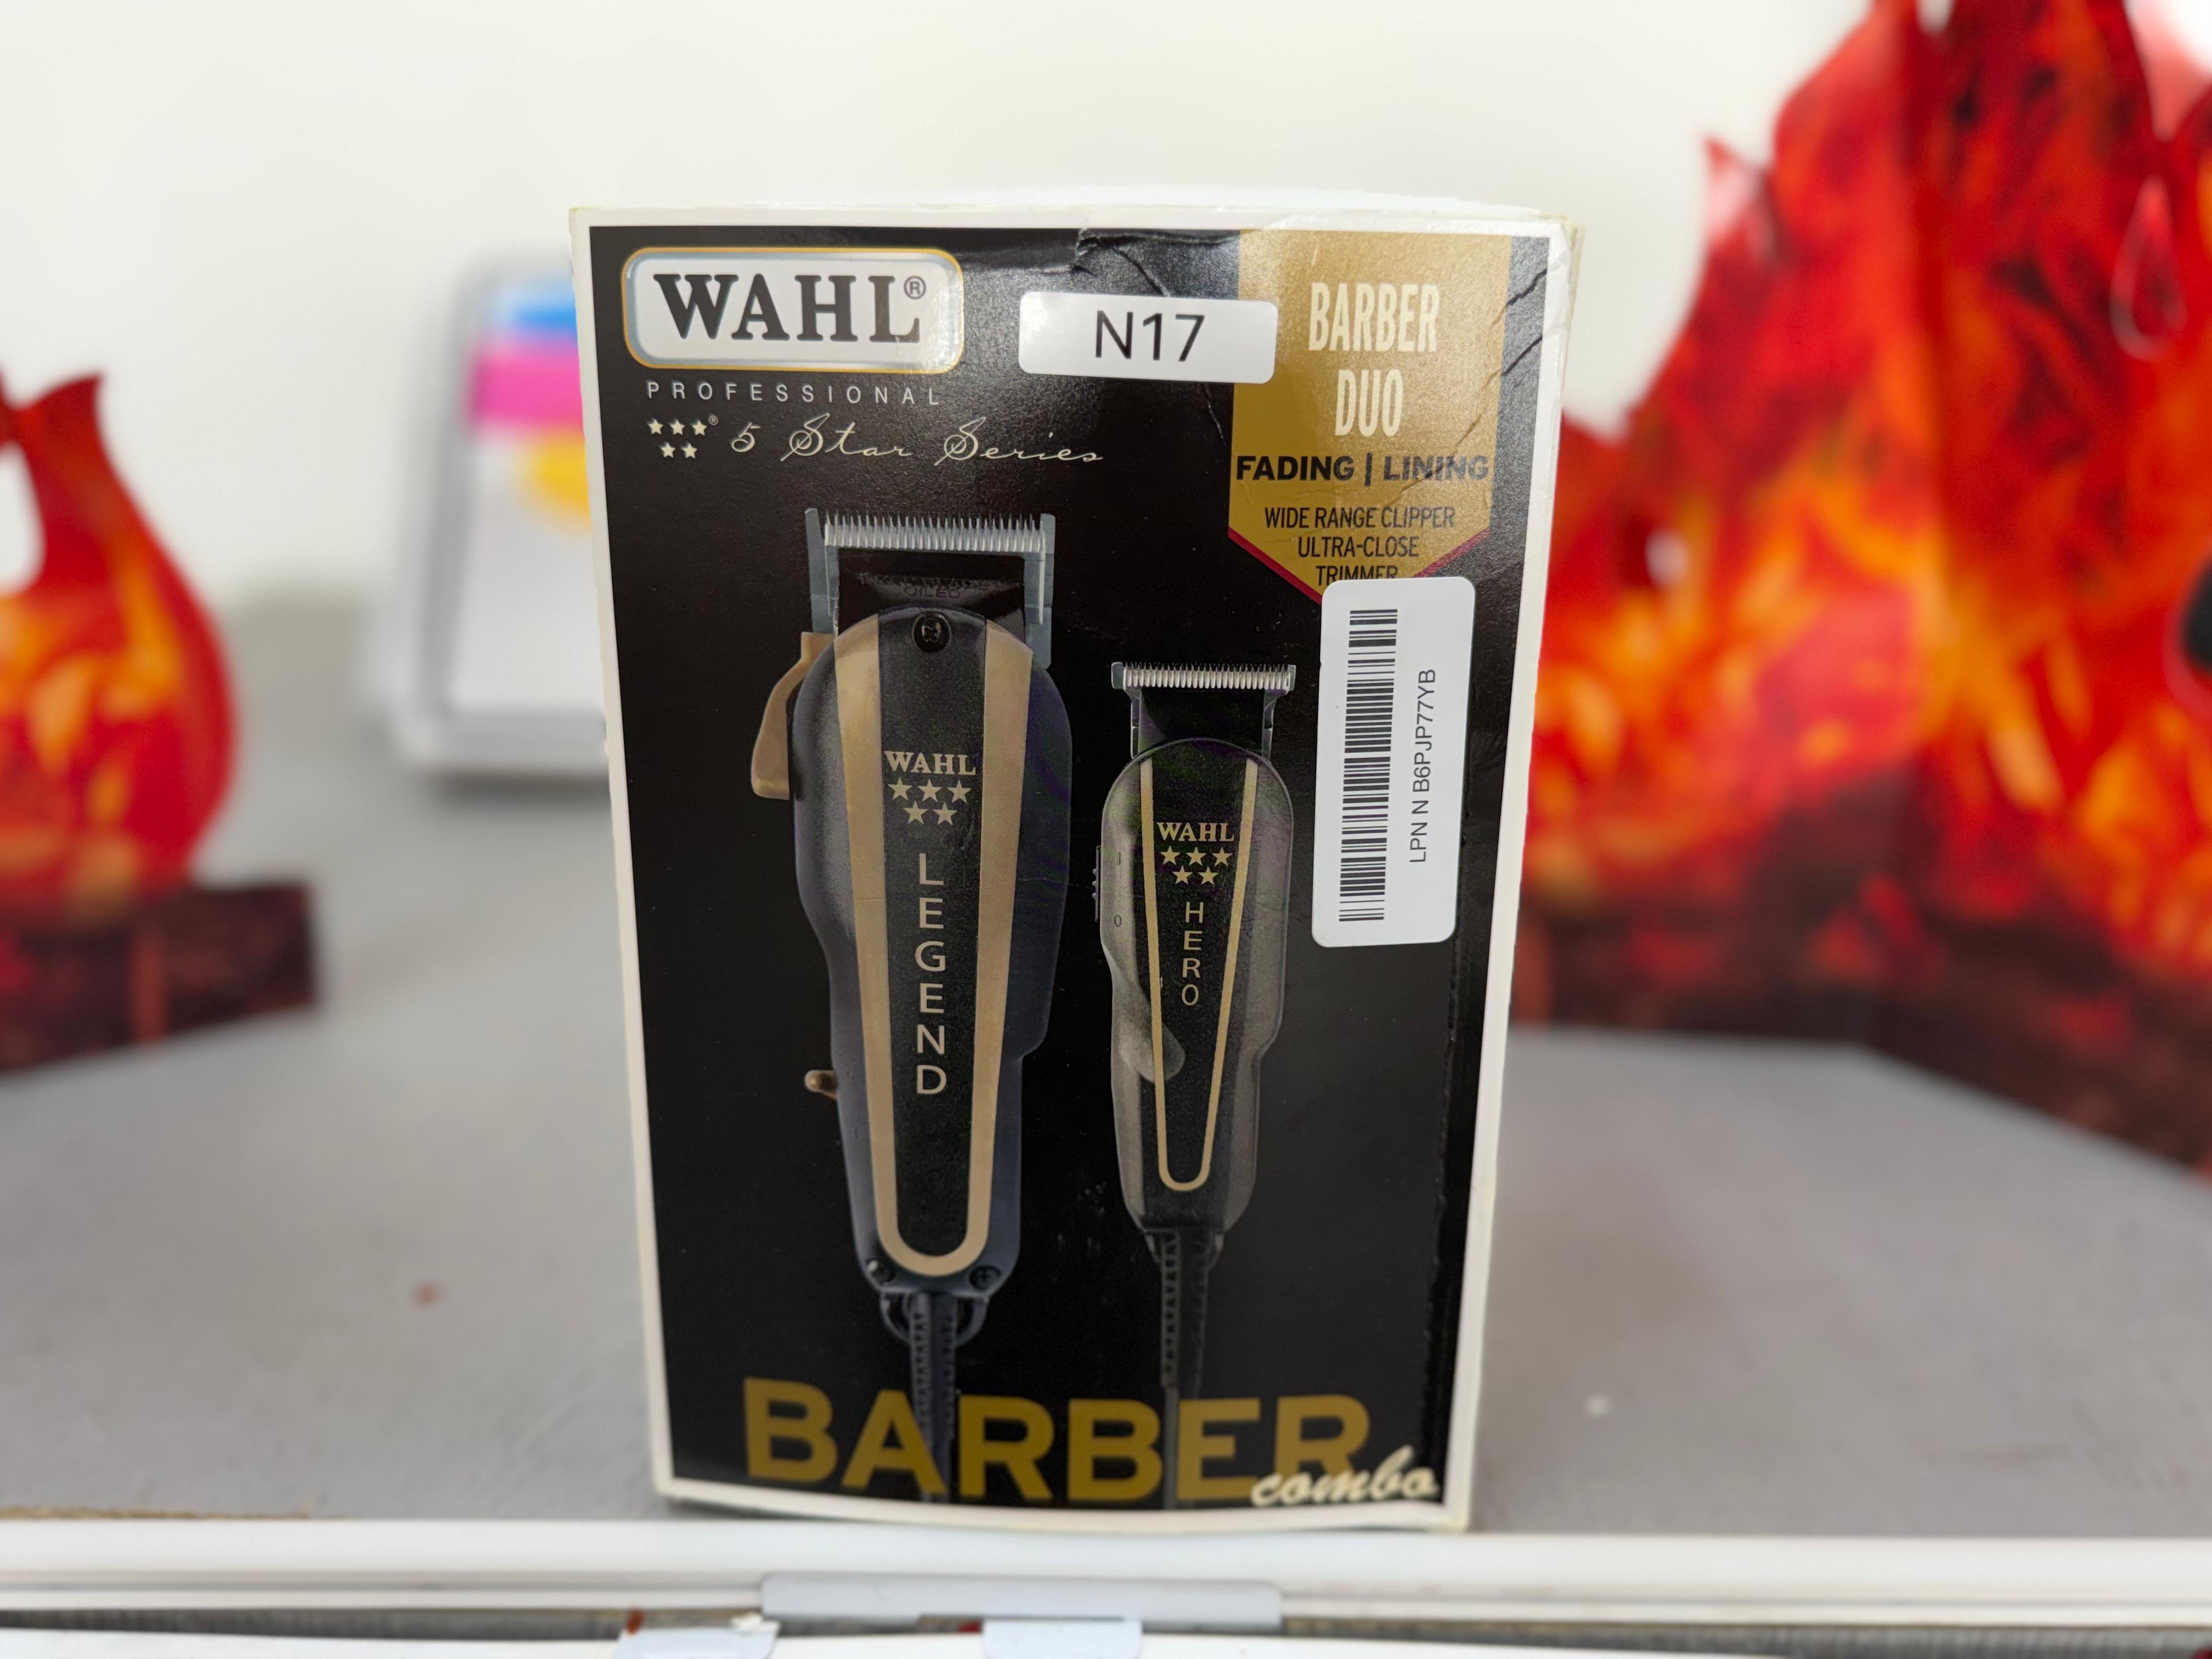 WAHL®
PROFESSIONAL
5 Star Series
N17
BARBER
DUO
FADING | LINING
WIDE RANGE CLIPPER
ULTRA-CLOSE
TRIMMER
LPN N B6PJP77YB
WAHL
LEGEND
WAHL
HERO
BARBER
combo